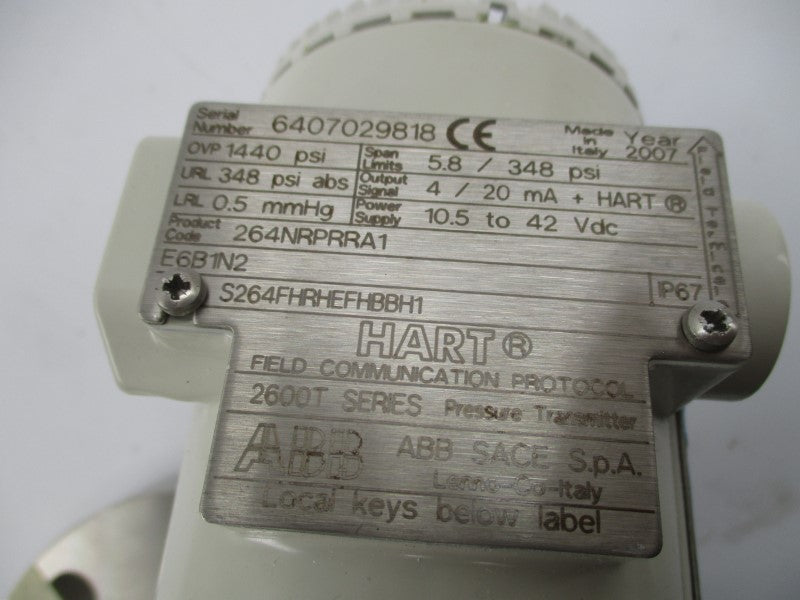 Serial Number 6407029818 CE Made in Italy Year 2007
OVP 1440 psi Span Limits 5.8 / 348 psi
URL 348 psi abs Output Signal 4 / 20 mA + HART ®
LRL 0.5 mmHg Power Supply 10.5 to 42 Vdc
Product Code 264NRPRRA1
E6B1N2 IP67
S264FHRHEFHBBH1
HART ®
FIELD COMMUNICATION PROTOCOL
2600T SERIES Pressure Transmitter
ABB ABB SACE S.p.A.
Lenno-Co-Italy
Local keys below label